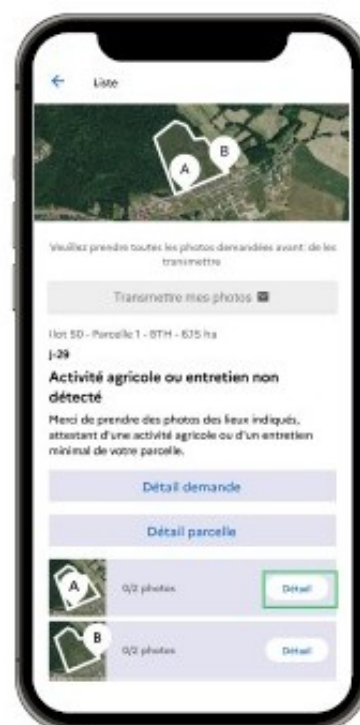 Liste
A
B
Veuillez prendre toutes les photos demandées avant de les
transmettre
Transmettre mes photos
Ilot 50 - Parcelle 1 - BTH - 6.15 ha
J-29
Activité agricole ou entretien non
détecté
Merci de prendre des photos des lieux indiqués,
attestant d'une activité agricole ou d'un entretien
minimal de votre parcelle.
Détail demande
Détail parcelle
A
0/2 photos
Détail
B
0/2 photos
Détail